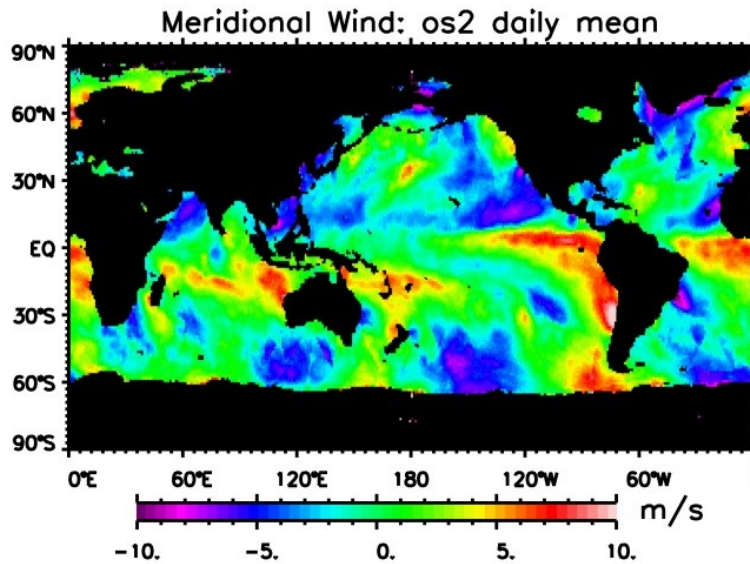 Meridional Wind: os2 daily mean
90°N
60°N
30°N
EQ
30°S
60°S
90°S
0°E 60°E 120°E 180 120°W 60°W
m/s
-10. -5. 0. 5. 10.